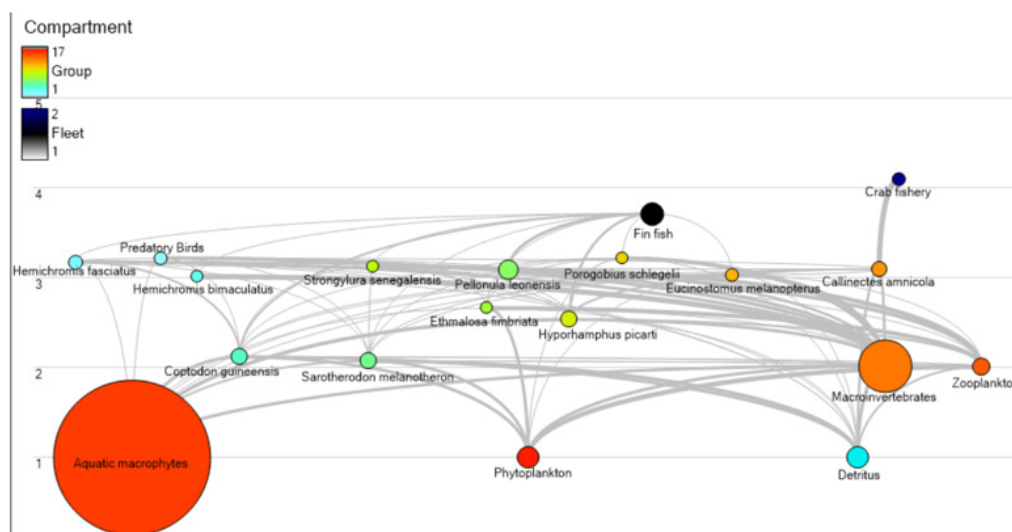 Compartment
17
Group
1
2
Fleet
1
5
4
Crab fishery
Fin fish
Predatory Birds
Hemichromis fasciatus
Hemichromis bimaculatus
Strongylura senegalensis
Pellonula leonensis
Porogobius schlegelii
Eucinostomus melanopterus
Callinectes amnicola
3
Ethmalosa fimbriata
Hyporhamphus picarti
2
Coptodon guineensis
Sarotherodon melanotheron
Macroinvertebrates
Zooplankto
1
Aquatic macrophytes
Phytoplankton
Detritus